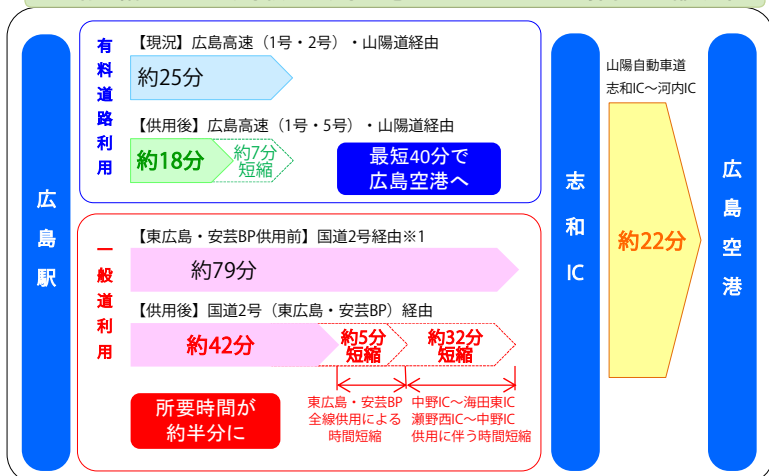 広島駅
有料道路利用
【現況】広島高速（1号・2号）・山陽道経由
約25分
【供用後】広島高速（1号・5号）・山陽道経由
約18分
約7分
短縮
最短40分で
広島空港へ
一般道利用
【東広島・安芸BP供用前】国道2号経由※1
約79分
【供用後】国道2号（東広島・安芸BP）経由
約42分
約5分
短縮
約32分
短縮
東広島・安芸BP
全線供用による
時間短縮
中野IC～海田東IC
瀬野西IC～中野IC
供用に伴う時間短縮
所要時間が
約半分に
志和IC
山陽自動車道
志和IC～河内IC
約22分
広島空港